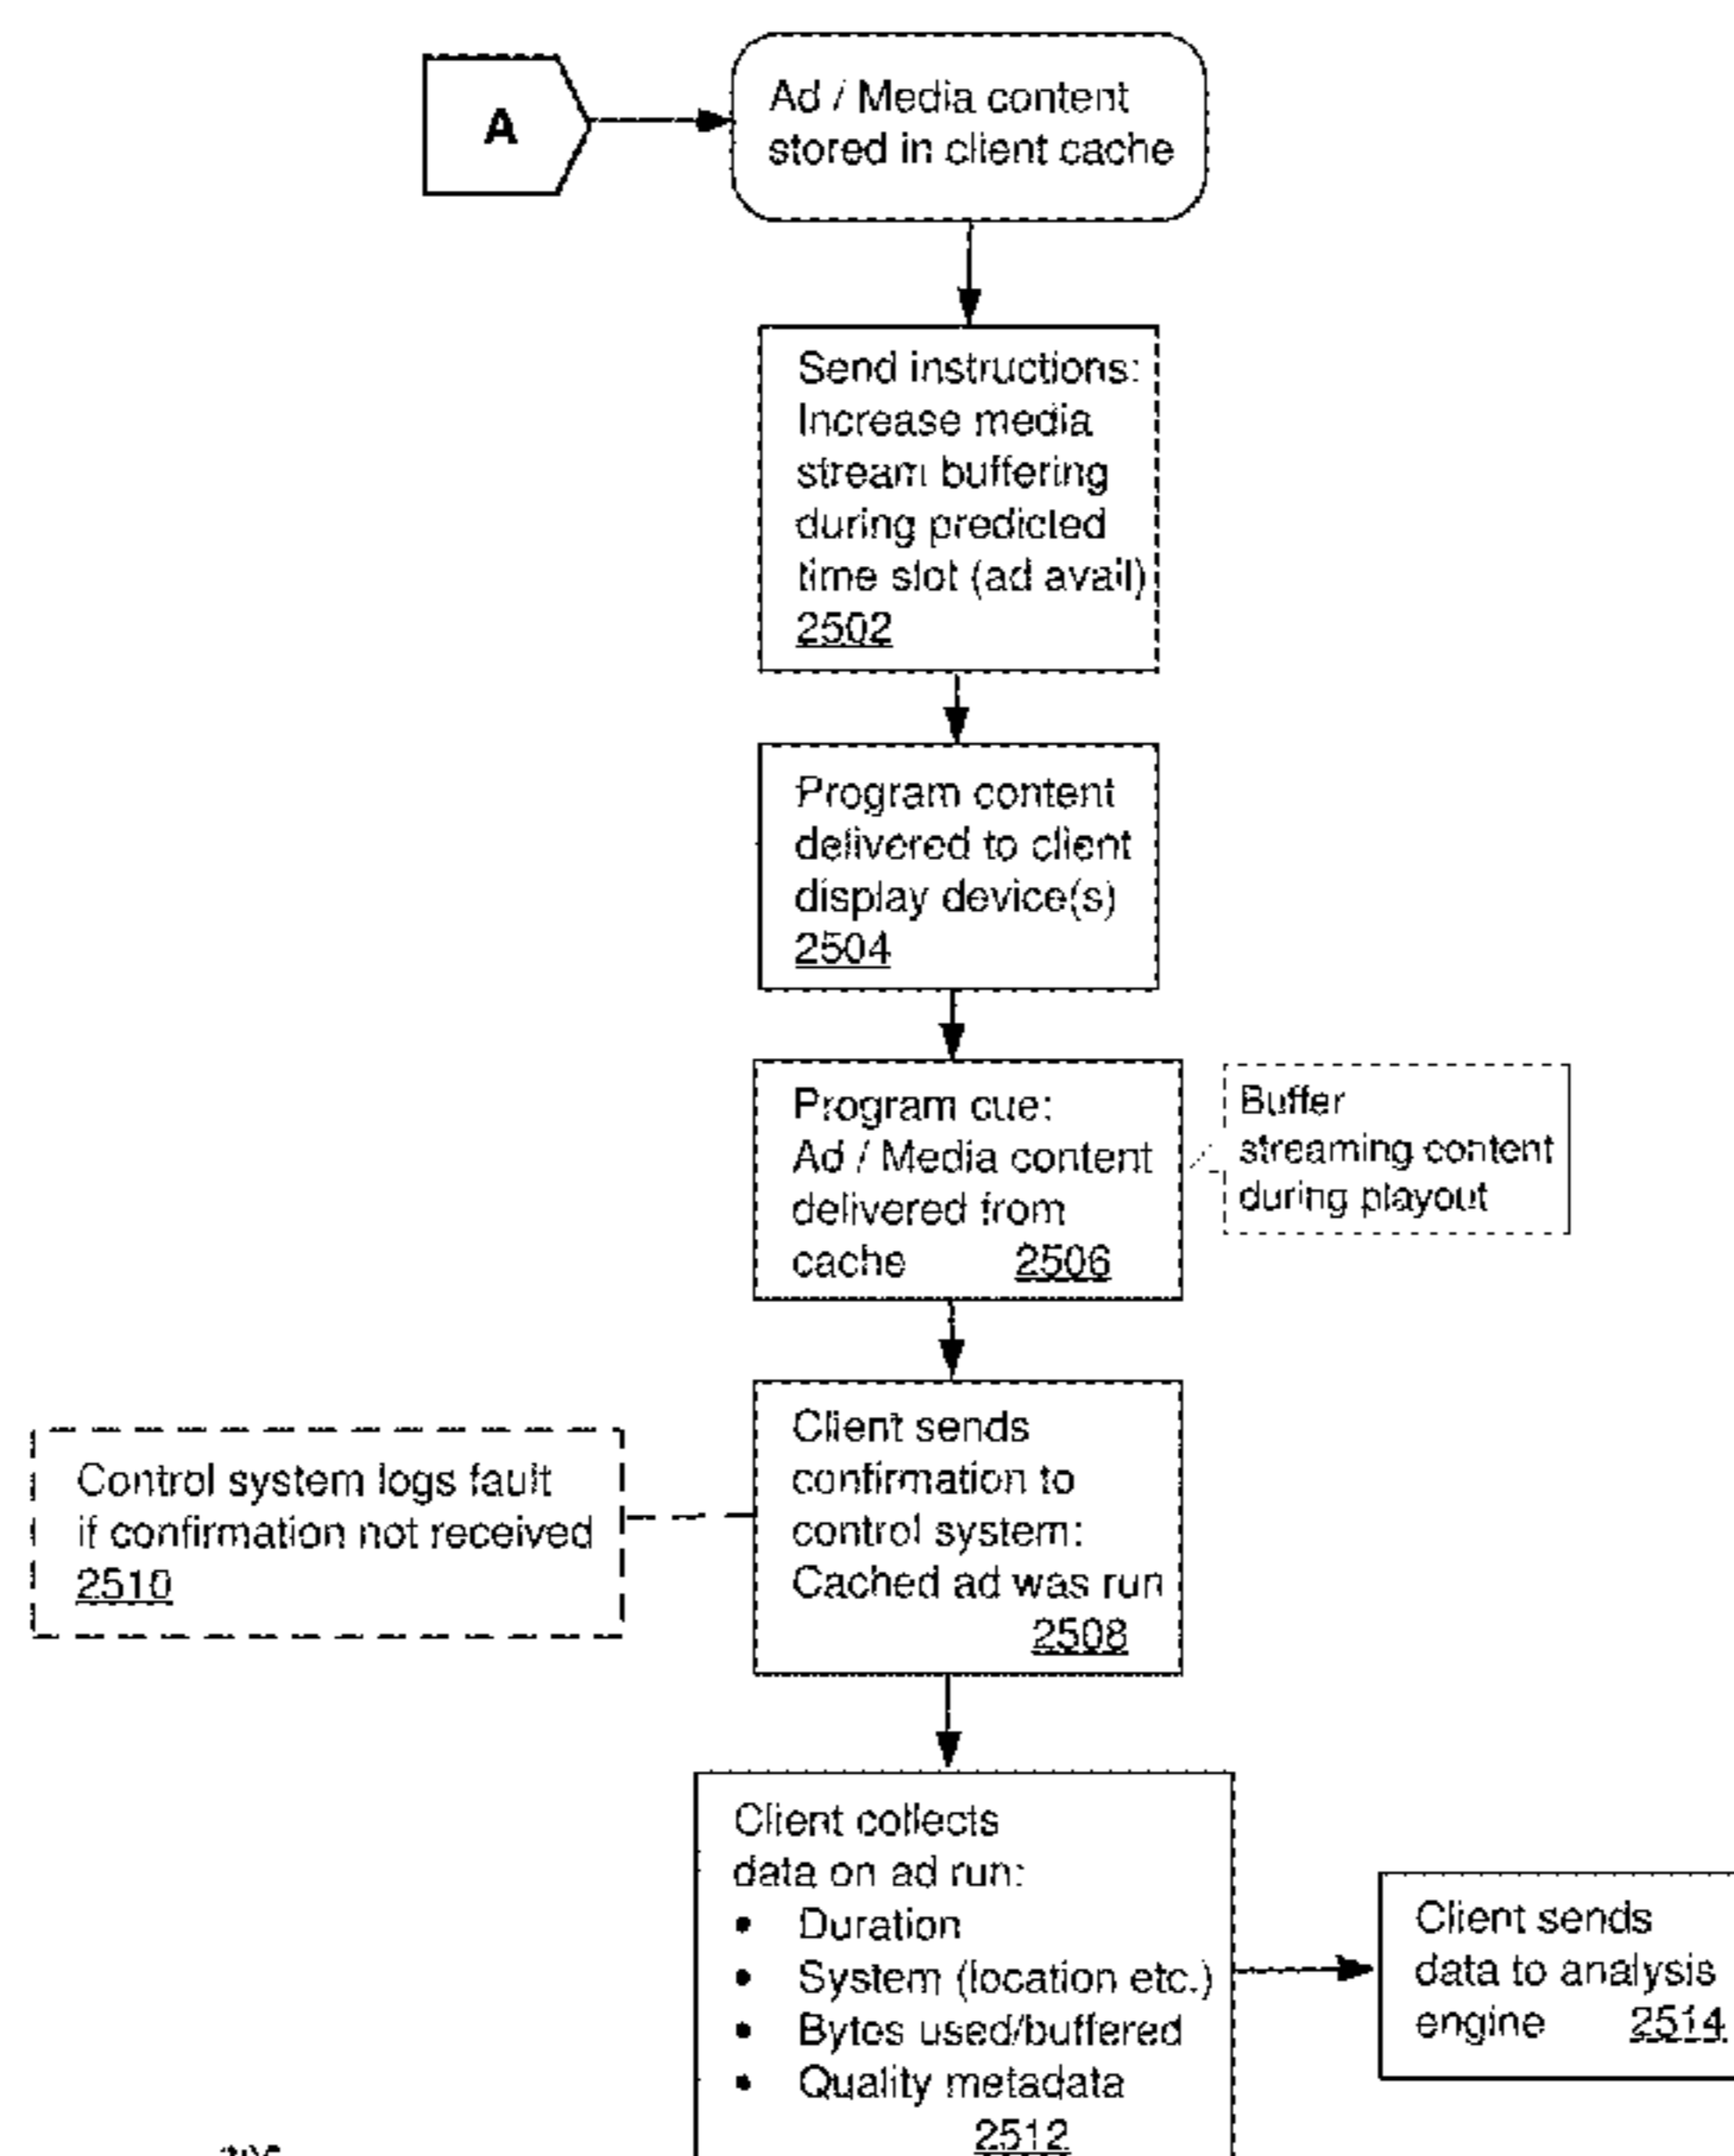 A
Ad / Media content
stored in client cache
Send instructions:
Increase media
stream buffering
during predicted
time slot (ad avail)
2502
Program content
delivered to client
display device(s)
2504
Program cue:
Ad / Media content
delivered from
cache 2506
Buffer
streaming content
during playout
Client sends
confirmation to
control system:
Cached ad was run
2508
Control system logs fault
if confirmation not received
2510
Client collects
data on ad run:
• Duration
• System (location etc.)
• Bytes used/buffered
• Quality metadata
2512
Client sends
data to analysis
engine 2514